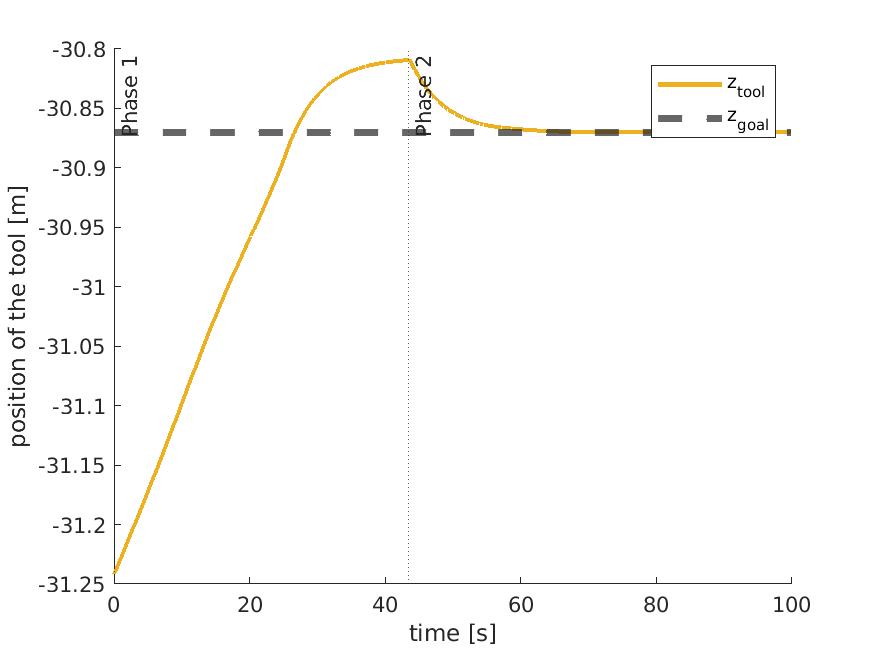 -30.8
-30.85
-30.9
-30.95
-31
-31.05
-31.1
-31.15
-31.2
-31.25
position of the tool [m]
Phase 1
Phase 2
z_tool
z_goal
0 20 40 60 80 100
time [s]